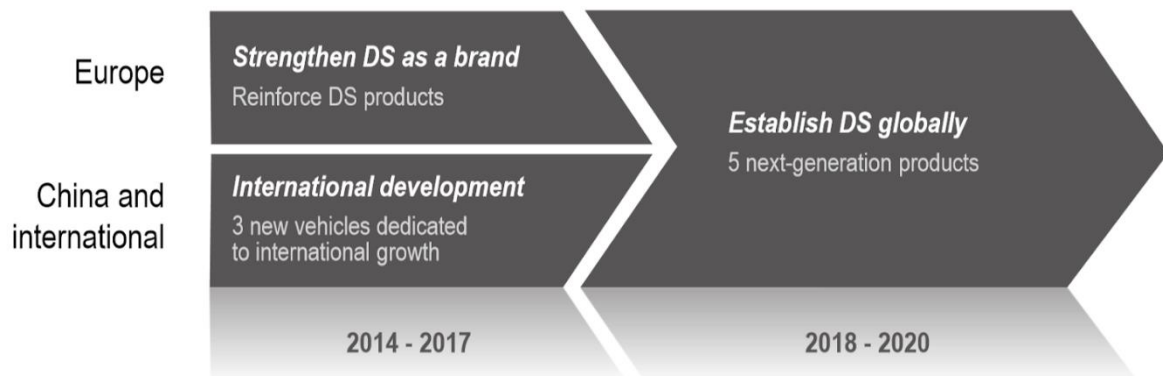 Europe
Strengthen DS as a brand
Reinforce DS products
China and
international
International development
3 new vehicles dedicated
to international growth
Establish DS globally
5 next-generation products
2014 - 2017
2018 - 2020